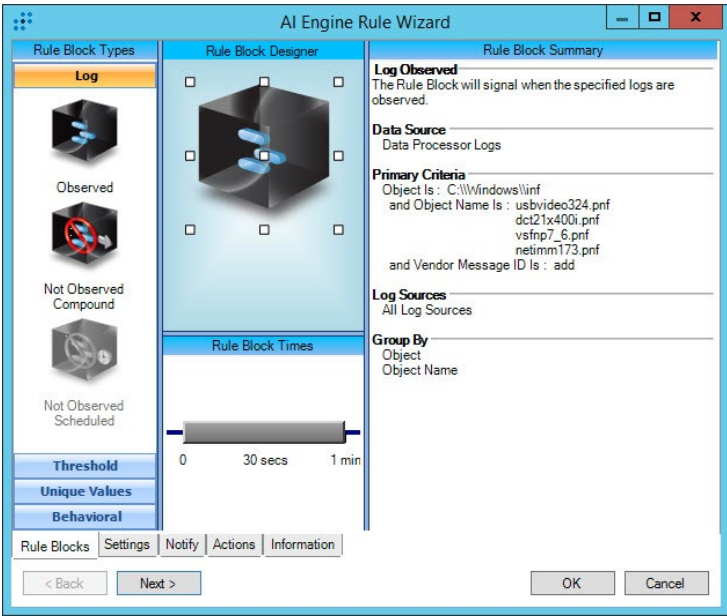 AI Engine Rule Wizard
Rule Block Types
Log
Observed
Not Observed
Compound
Not Observed
Scheduled
Threshold
Unique Values
Behavioral
Rule Block Designer
Rule Block Times
0 30 secs 1 min
Rule Block Summary
Log Observed
The Rule Block will signal when the specified logs are
observed.
Data Source
Data Processor Logs
Primary Criteria
Object Is : C:\\\Windows\\inf
and Object Name Is : usbvideo324.pnf
dct21x400i.pnf
vsfnp7_6.pnf
netimm173.pnf
and Vendor Message ID Is : add
Log Sources
All Log Sources
Group By
Object
Object Name
Rule Blocks Settings Notify Actions Information
< Back Next > OK Cancel